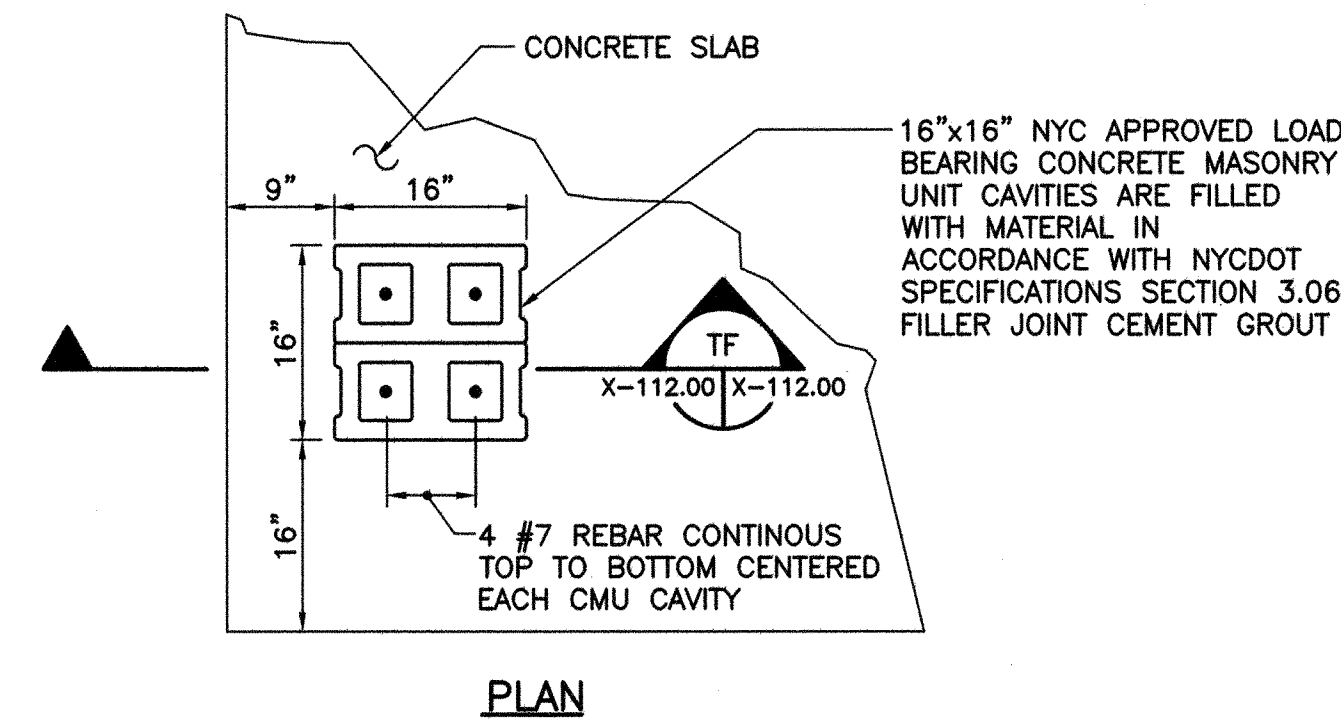 CONCRETE SLAB
16"x16" NYC APPROVED LOAD
BEARING CONCRETE MASONRY
UNIT CAVITIES ARE FILLED
WITH MATERIAL IN
ACCORDANCE WITH NYCDOT
SPECIFICATIONS SECTION 3.06
FILLER JOINT CEMENT GROUT
9"
16"
16"
TF
X-112.00
X-112.00
16"
4 #7 REBAR CONTINOUS
TOP TO BOTTOM CENTERED
EACH CMU CAVITY
PLAN